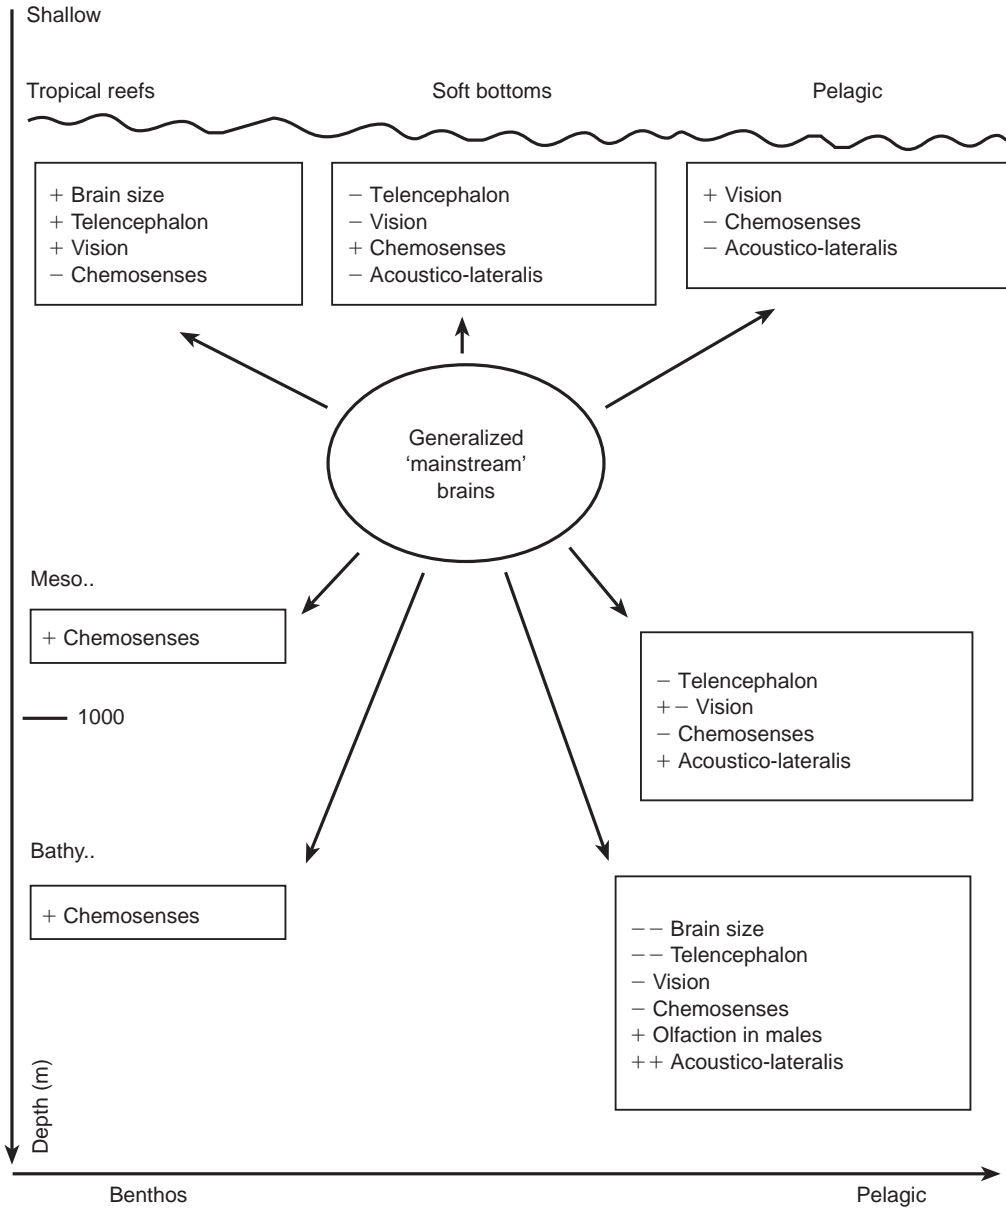 Shallow
Tropical reefs
Soft bottoms
Pelagic
+ Brain size
+ Telencephalon
+ Vision
− Chemosenses
− Telencephalon
− Vision
+ Chemosenses
− Acoustico-lateralis
+ Vision
− Chemosenses
− Acoustico-lateralis
Generalized
‘mainstream’
brains
Meso..
+ Chemosenses
1000
− Telencephalon
+− Vision
− Chemosenses
+ Acoustico-lateralis
Bathy..
+ Chemosenses
−− Brain size
−− Telencephalon
− Vision
− Chemosenses
+ Olfaction in males
++ Acoustico-lateralis
Depth (m)
Benthos
Pelagic